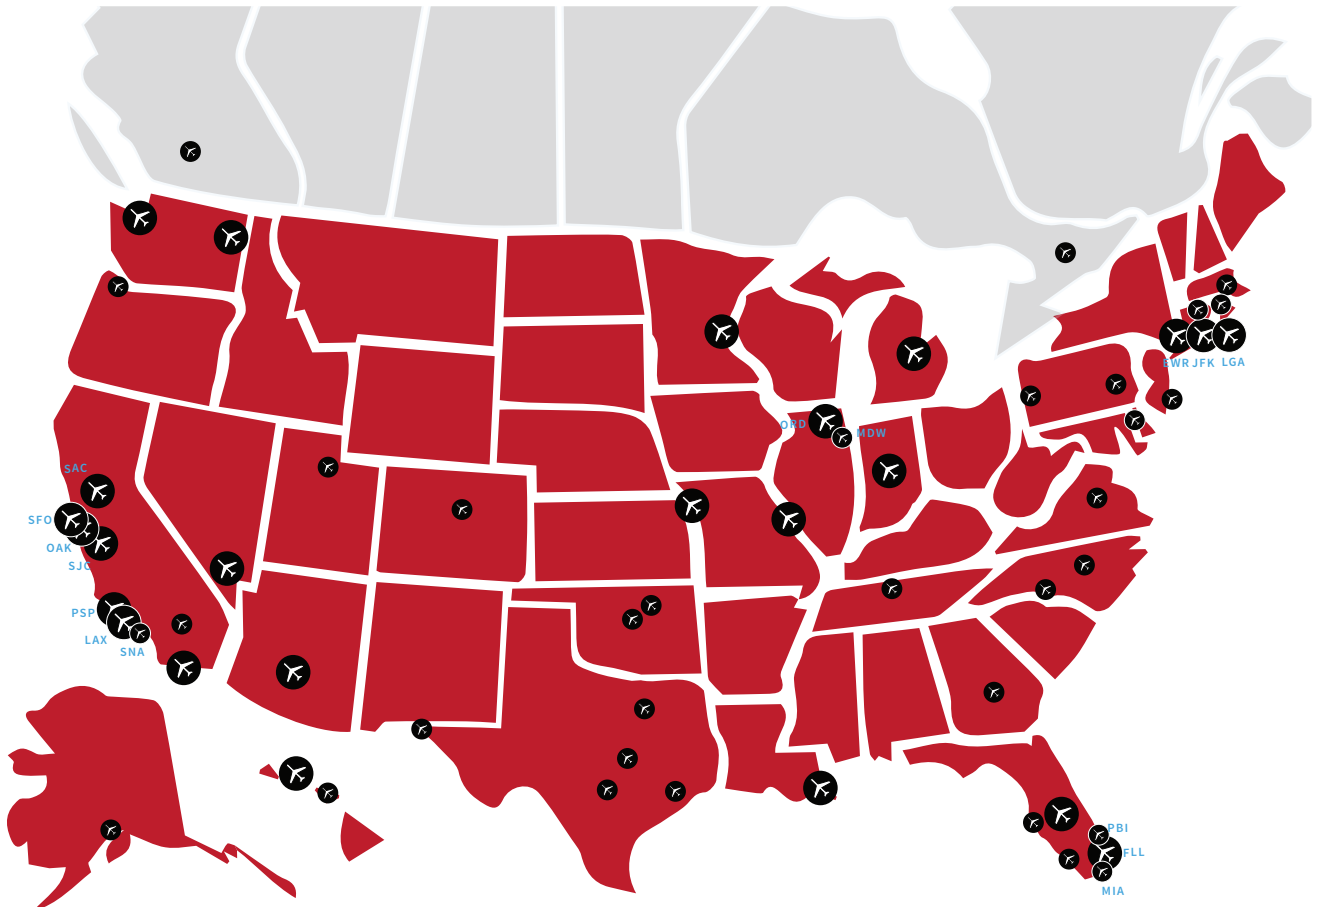 EWR JFK LGA
ORD
MDW
SAC
SFO
OAK
SJC
PSP
LAX
SNA
PBI
FLL
MIA